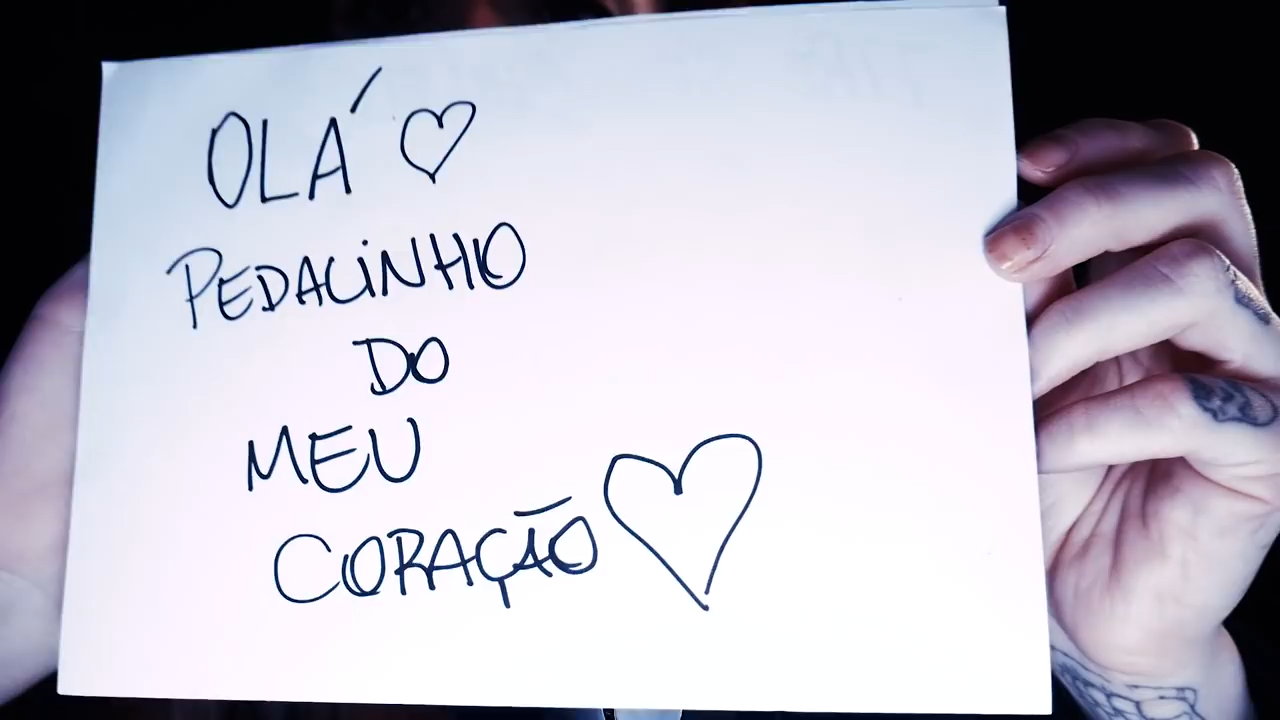 OLÁ ♡
PEDACINHO
DO
MEU
CORAÇÃO ♡